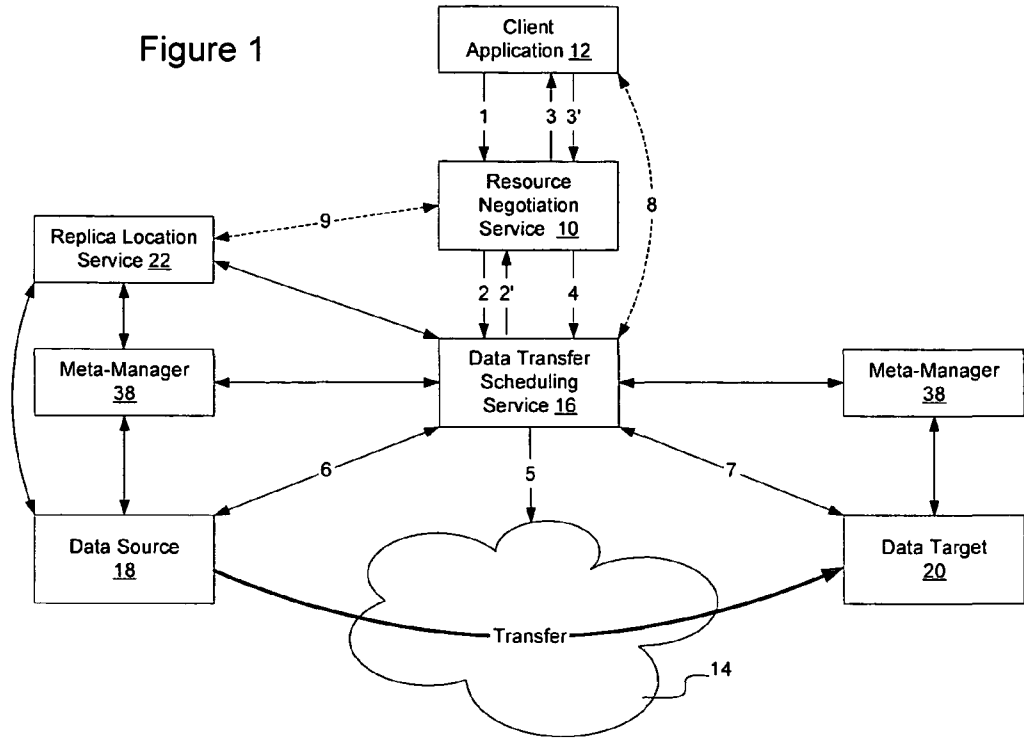 Figure 1
Client
Application 12
1
3
3'
Resource
Negotiation
Service 10
8
9
Replica Location
Service 22
2
2'
4
Meta-Manager
38
Data Transfer
Scheduling
Service 16
Meta-Manager
38
6
5
7
Data Source
18
Data Target
20
Transfer
14